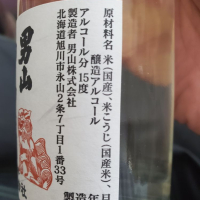 原材料名 米(国産)、米こうじ(国産米)、
醸造アルコール
アルコール分 15度
製造者 男山株式会社
北海道旭川市永山2条7丁目1番33号
男山
製造年